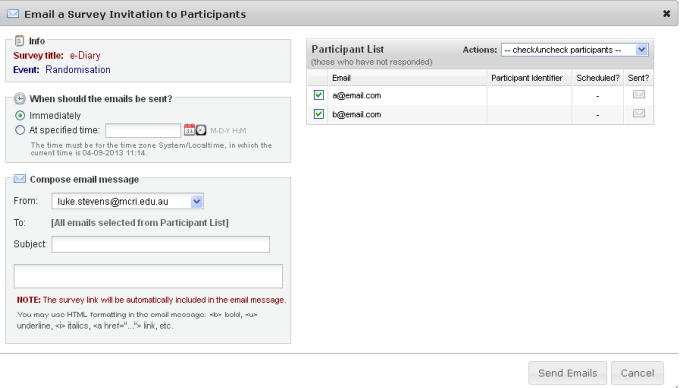 Email a Survey Invitation to Participants
Info
Survey title: e-Diary
Event: Randomisation
When should the emails be sent?
Immediately
At specified time: 31 M-D-Y H:M
The time must be for the time zone System/Localtime, in which the
current time is 04-09-2013 11:14.
Compose email message
From: luke.stevens@mcri.edu.au
To: [All emails selected from Participant List]
Subject:
NOTE: The survey link will be automatically included in the email message.
You may use HTML formatting in the email message: <b> bold, <u>
underline, <i> italics, <a href="..."> link, etc.
Participant List
(those who have not responded)
Actions: -- check/uncheck participants --
Email Participant Identifier Scheduled? Sent?
a@email.com -
b@email.com -
Send Emails Cancel